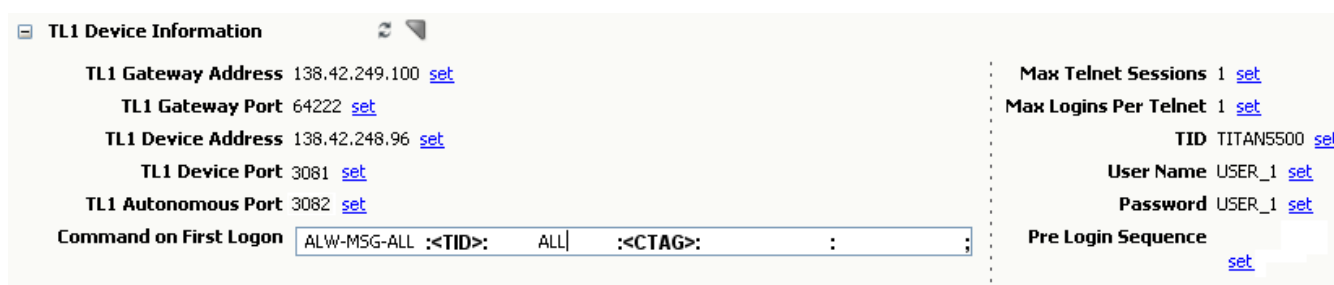 TL1 Device Information
TL1 Gateway Address 138.42.249.100 set
TL1 Gateway Port 64222 set
TL1 Device Address 138.42.248.96 set
TL1 Device Port 3081 set
TL1 Autonomous Port 3082 set
Command on First Logon ALW-MSG-ALL :<TID>: ALL :<CTAG>: : ;
Max Telnet Sessions 1 set
Max Logins Per Telnet 1 set
TID TITAN5500 set
User Name USER_1 set
Password USER_1 set
Pre Login Sequence
set